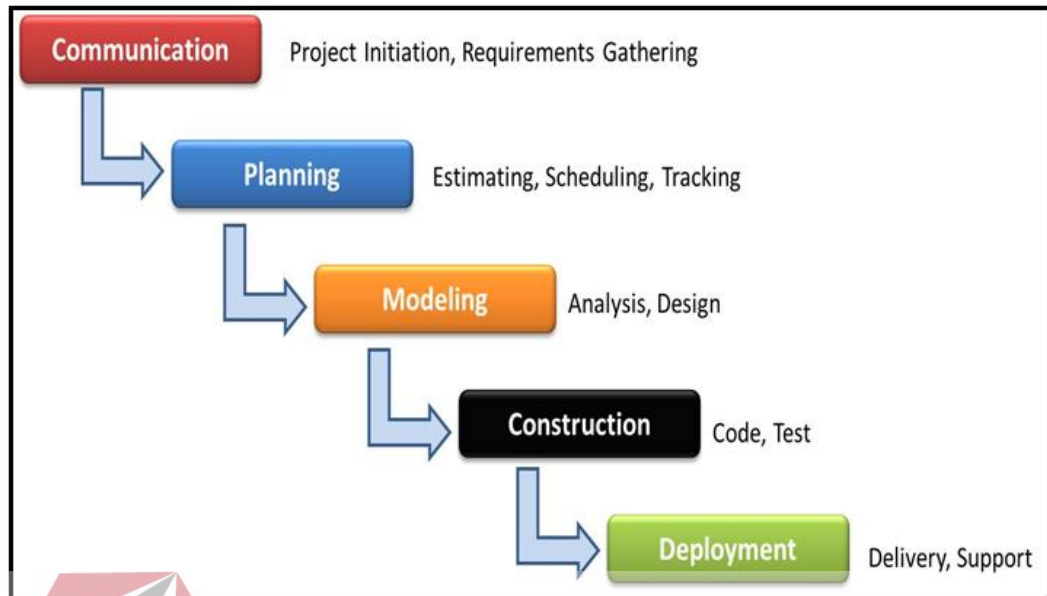 Communication
Project Initiation, Requirements Gathering
Planning
Estimating, Scheduling, Tracking
Modeling
Analysis, Design
Construction
Code, Test
Deployment
Delivery, Support